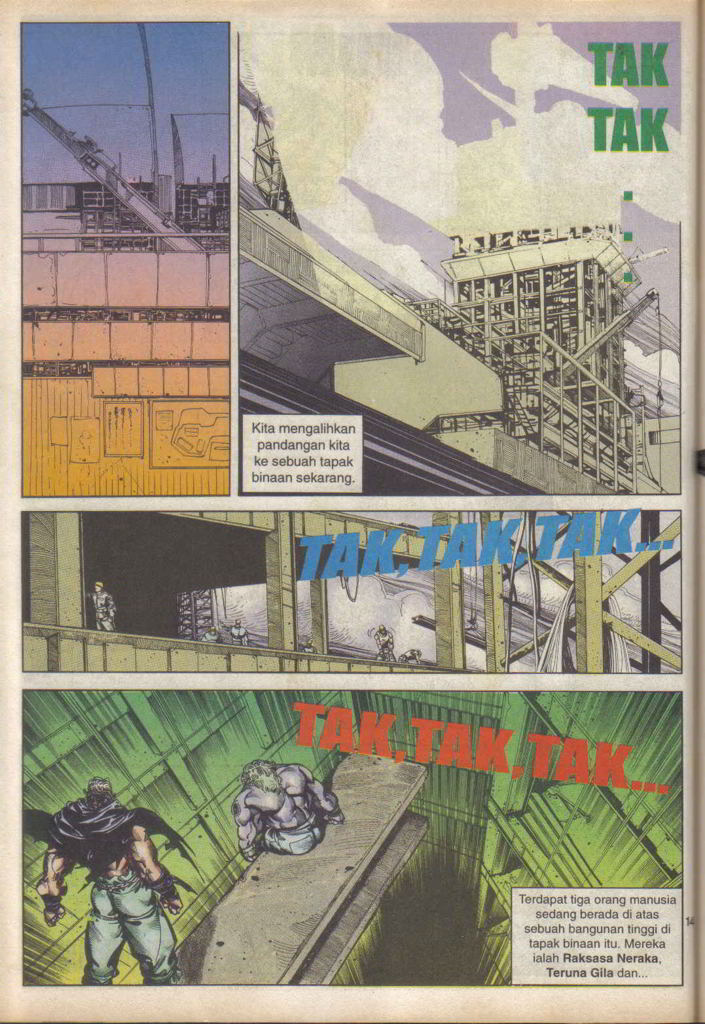 TAK
TAK
Kita mengalihkan
pandangan kita
ke sebuah tapak
binaan sekarang.
TAK, TAK, TAK...
TAK, TAK, TAK...
Terdapat tiga orang manusia
sedang berada di atas
sebuah bangunan tinggi di
tapak binaan itu. Mereka
ialah Raksasa Neraka,
Teruna Gila dan...
14